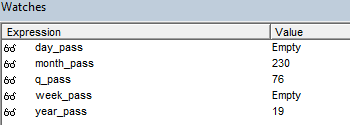 Watches
Expression Value
day_pass Empty
month_pass 230
q_pass 76
week_pass Empty
year_pass 19